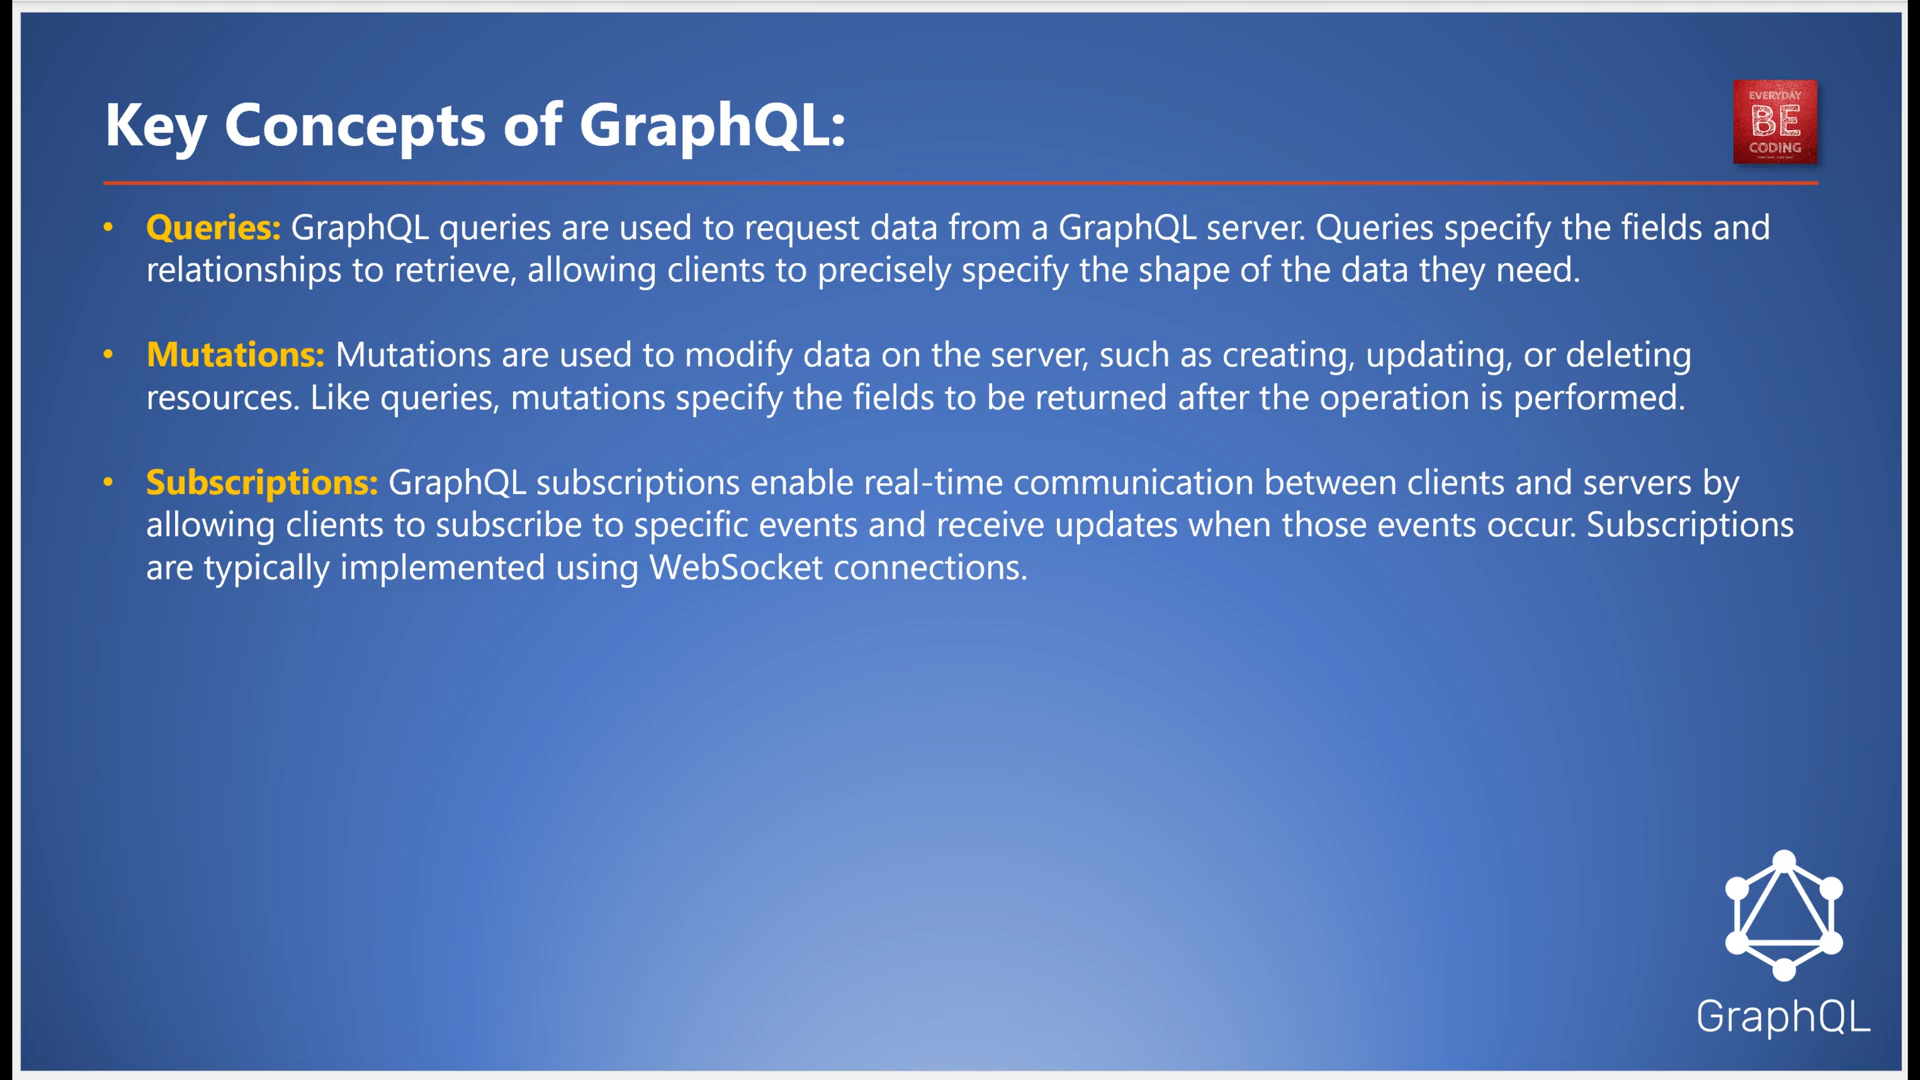 Key Concepts of GraphQL:
EVERYDAY
BE
CODING
• Queries: GraphQL queries are used to request data from a GraphQL server. Queries specify the fields and
relationships to retrieve, allowing clients to precisely specify the shape of the data they need.
• Mutations: Mutations are used to modify data on the server, such as creating, updating, or deleting
resources. Like queries, mutations specify the fields to be returned after the operation is performed.
• Subscriptions: GraphQL subscriptions enable real-time communication between clients and servers by
allowing clients to subscribe to specific events and receive updates when those events occur. Subscriptions
are typically implemented using WebSocket connections.
GraphQL